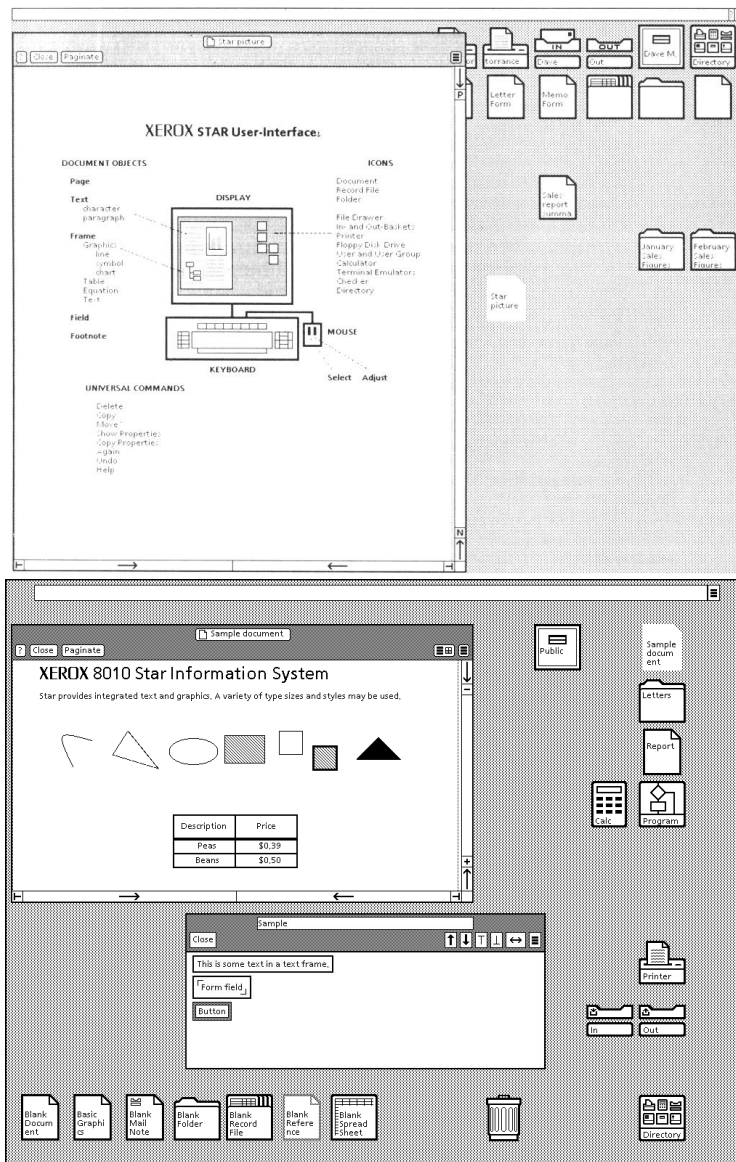 Star picture
? Close Paginate
torrance
IN
Dave
OUT
Out
Dave M.
Directory
P
Letter
Form
Memo
Form
XEROX STAR User-Interface
DOCUMENT OBJECTS
Page
Text
character
paragraph
Frame
Graphics
line
symbol
chart
Table
Equation
Text
Field
Footnote
DISPLAY
KEYBOARD
MOUSE
Select Adjust
ICONS
Document
Record File
Folder
File Drawer
In- and Out-Baskets
Printer
Floppy Disk Drive
User and User Group
Calculator
Terminal Emulators
Checker
Directory
UNIVERSAL COMMANDS
Delete
Copy
Move
Show Properties
Copy Properties
Again
Undo
Help
N
Sales
report
summa
January
Sales
Figures
February
Sales
Figures
Star
picture
Sample document
? Close Paginate
XEROX 8010 Star Information System
Star provides integrated text and graphics. A variety of type sizes and styles may be used.
Description Price
Peas $0.39
Beans $0.50
Public
Sample
docum
ent
Letters
Report
Calc
Program
Sample
Close
This is some text in a text frame.
Form field
Button
Printer
In
Out
Blank
Docum
ent
Basic
Graphi
cs
Blank
Mail
Note
Blank
Folder
Blank
Record
File
Blank
Refere
nce
Blank
Spread
Sheet
Directory